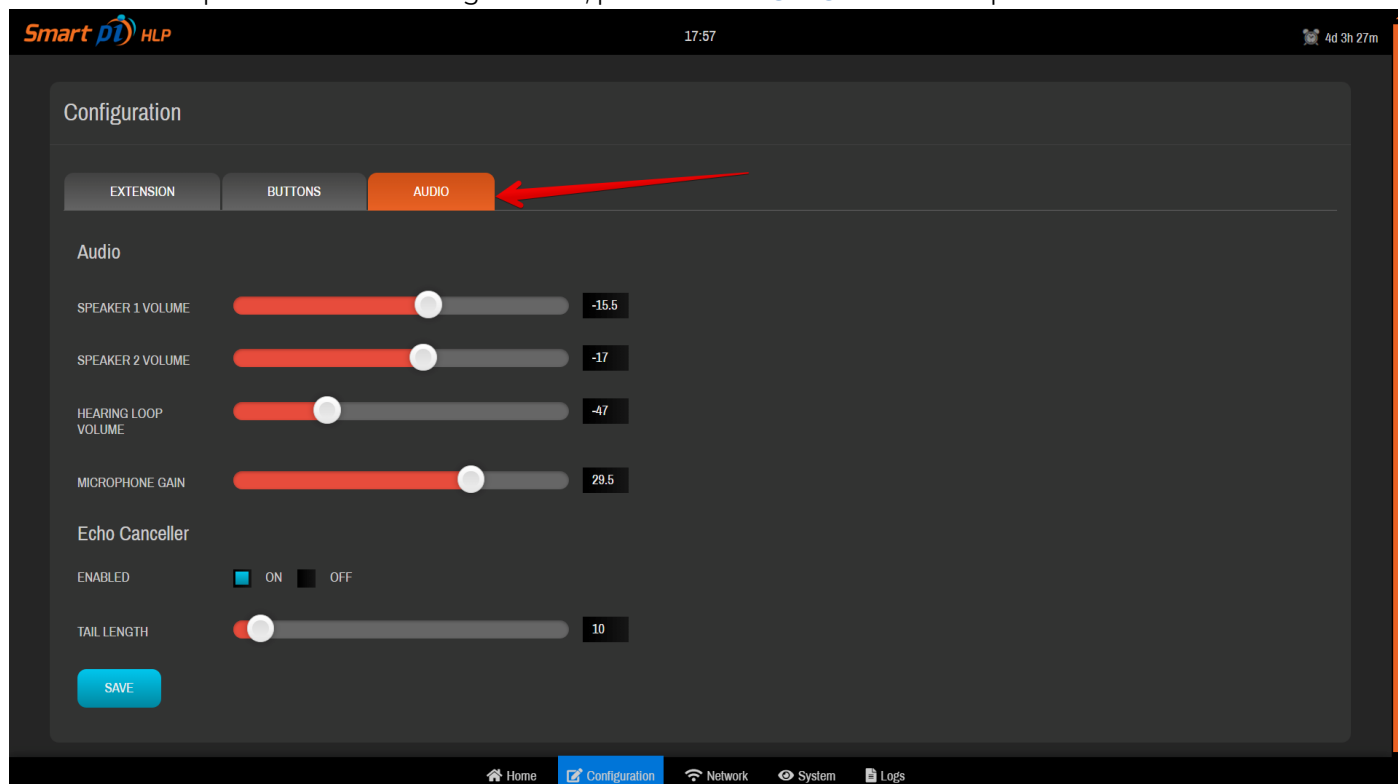 Smart pi HLP
17:57
4d 3h 27m
Configuration
EXTENSION
BUTTONS
AUDIO
Audio
SPEAKER 1 VOLUME
-15.5
SPEAKER 2 VOLUME
-17
HEARING LOOP
VOLUME
-47
MICROPHONE GAIN
29.5
Echo Canceller
ENABLED
ON
OFF
TAIL LENGTH
10
SAVE
Home
Configuration
Network
System
Logs